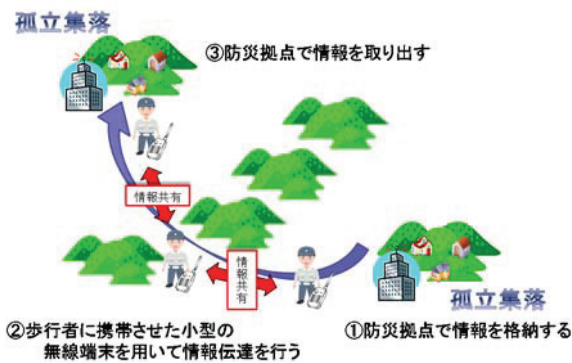 孤立集落
③防災拠点で情報を取り出す
情報共有
情報共有
孤立集落
②歩行者に携帯させた小型の
無線端末を用いて情報伝達を行う
①防災拠点で情報を格納する